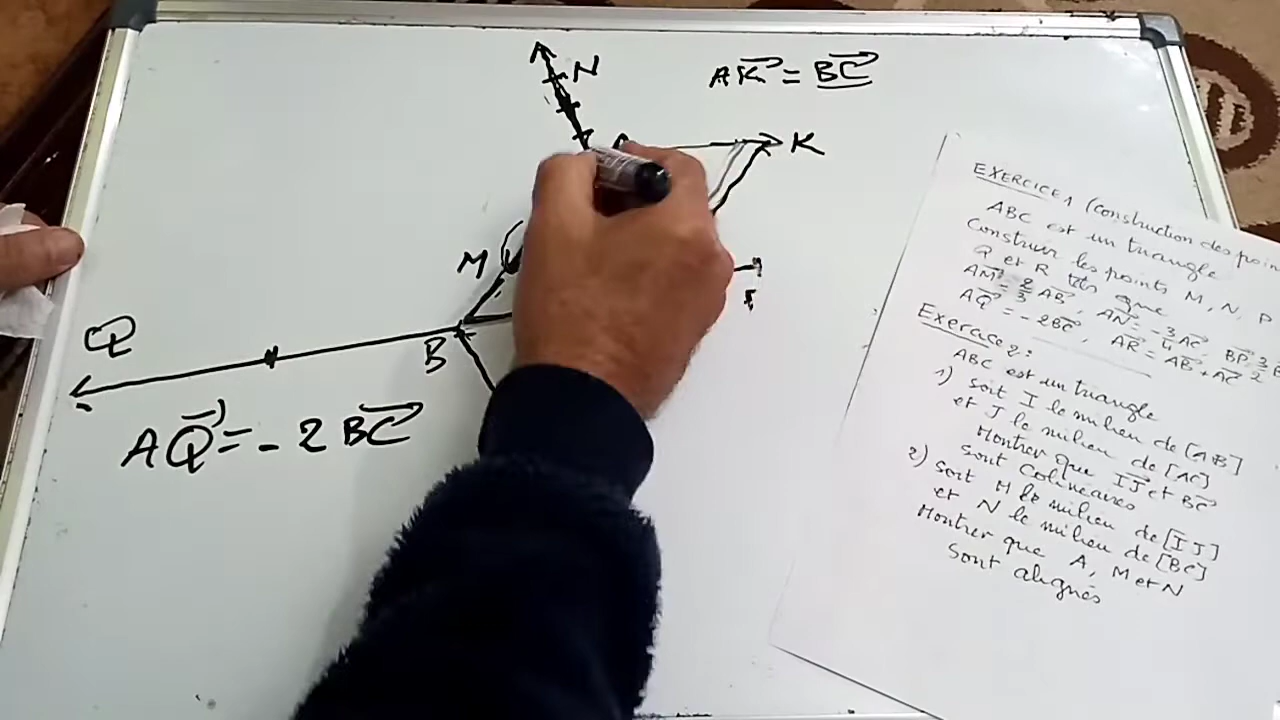 N
AK⃗ = BC⃗
K
M
Q
B
AQ⃗ = - 2 BC⃗
EXERCICE 1 (Construction des poin
ABC est un triangle
Construire les points M, N, P
Q et R tels que
AM⃗ = 2/3 AB⃗, AN⃗ = -3/4 AC⃗, BP⃗ = 3/2 B
AQ⃗ = -2BC⃗, AR⃗ = AB⃗ + AC⃗
Exercice 2:
ABC est un triangle
1) soit I le milieu de [AB]
et J le milieu de [AC]
Montrer que IJ⃗ et BC⃗
sont colinéaires
2) soit M le milieu de [IJ]
et N le milieu de [BC]
Montrer que A, M et N
sont alignés